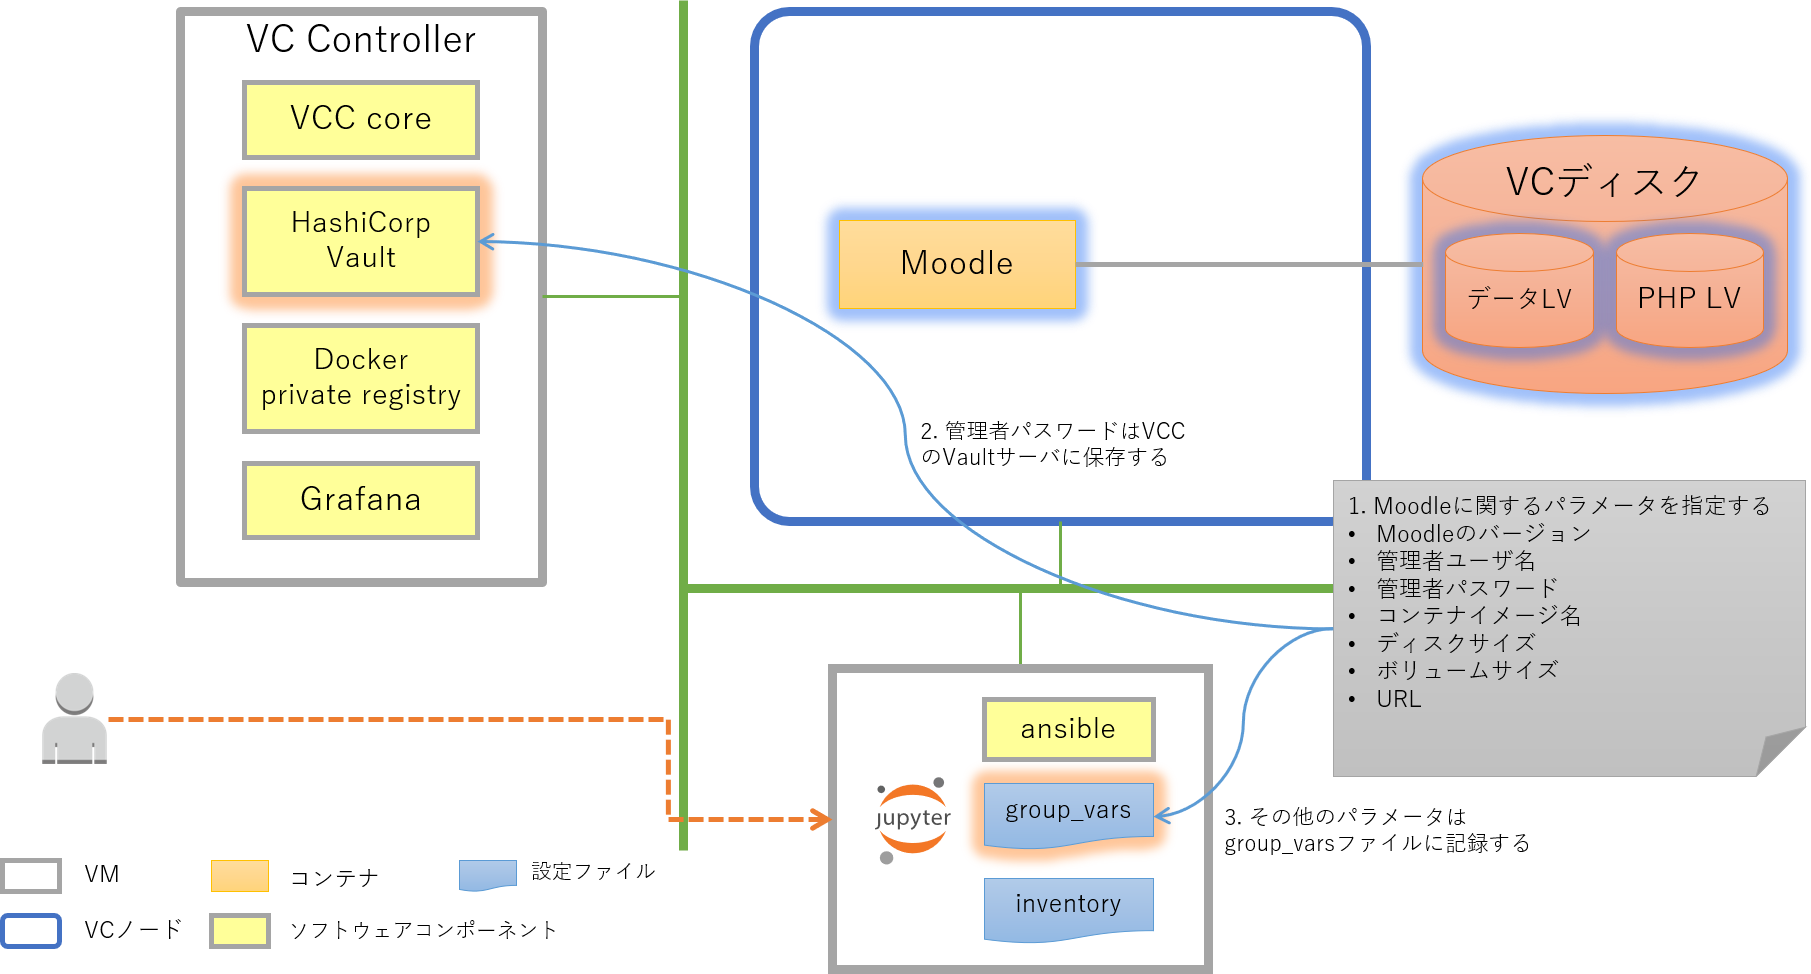 VC Controller
VCC core
HashiCorp
Vault
Docker
private registry
Grafana
Moodle
VCディスク
データLV
PHP LV
2. 管理者パスワードはVCC
のVaultサーバに保存する
1. Moodleに関するパラメータを指定する
• Moodleのバージョン
• 管理者ユーザ名
• 管理者パスワード
• コンテナイメージ名
• ディスクサイズ
• ボリュームサイズ
• URL
ansible
jupyter
group_vars
inventory
3. その他のパラメータは
group_varsファイルに記録する
VM
コンテナ
設定ファイル
VCノード
ソフトウェアコンポーネント